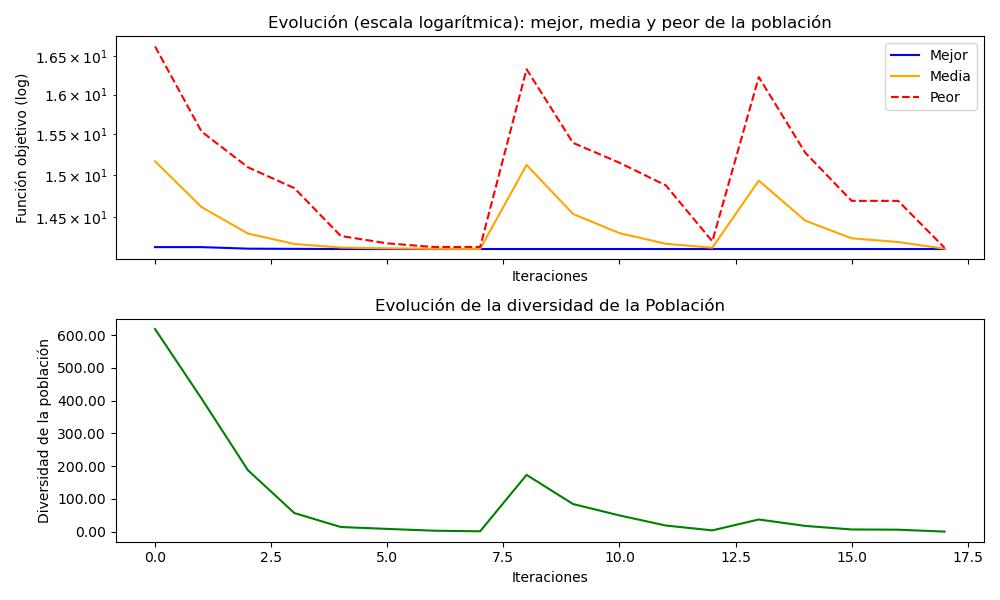 Evolución (escala logarítmica): mejor, media y peor de la población
Función objetivo (log)
1.65 × 10¹
1.6 × 10¹
1.55 × 10¹
1.5 × 10¹
1.45 × 10¹
Mejor
Media
Peor
Iteraciones
Evolución de la diversidad de la Población
Diversidad de la población
600.00
500.00
400.00
300.00
200.00
100.00
0.00
0.0 2.5 5.0 7.5 10.0 12.5 15.0 17.5
Iteraciones